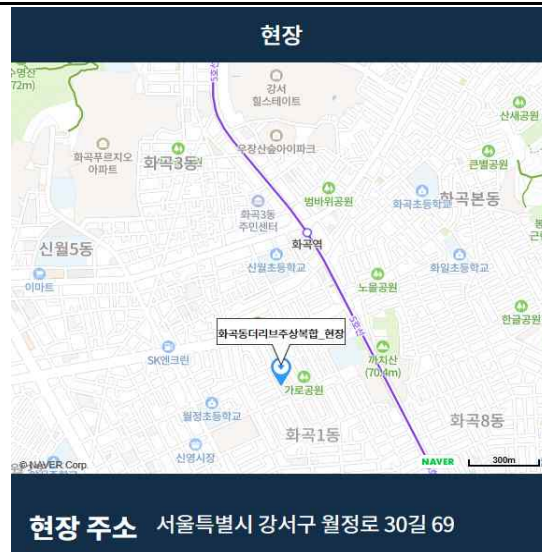 현장
72m)
강서
힐스테이트
산새공원
우장산숲아이파크
화곡푸르지오
아파트
화곡3동
큰별공원
범바위공원
화곡초등학교
화곡본동
화곡3동
주민센터
신월5동
화곡역
신월초등학교
화일초등학교
이마트
노을공원
한글공원
5호선
화곡동더리브주상복합_현장
SK엔크린
까치산
(70.4m)
가로공원
월정초등학교
화곡8동
화곡1동
신영시장
© NAVER Corp.
NAVER
300m
현장 주소 서울특별시 강서구 월정로 30길 69